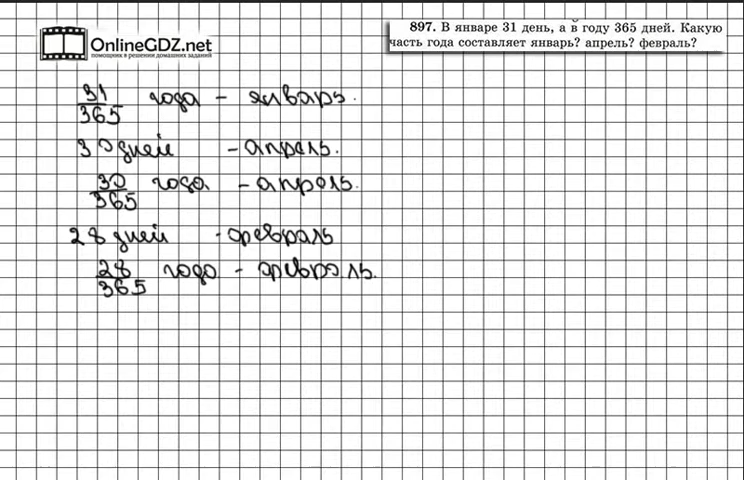 OnlineGDZ.net
помощник в решении домашних заданий
897. В январе 31 день, а в году 365 дней. Какую
часть года составляет январь? апрель? февраль?
31/365 года - январь.
30 дней - апрель.
30/365 года - апрель.
28 дней - февраль
28/365 года - февраль.